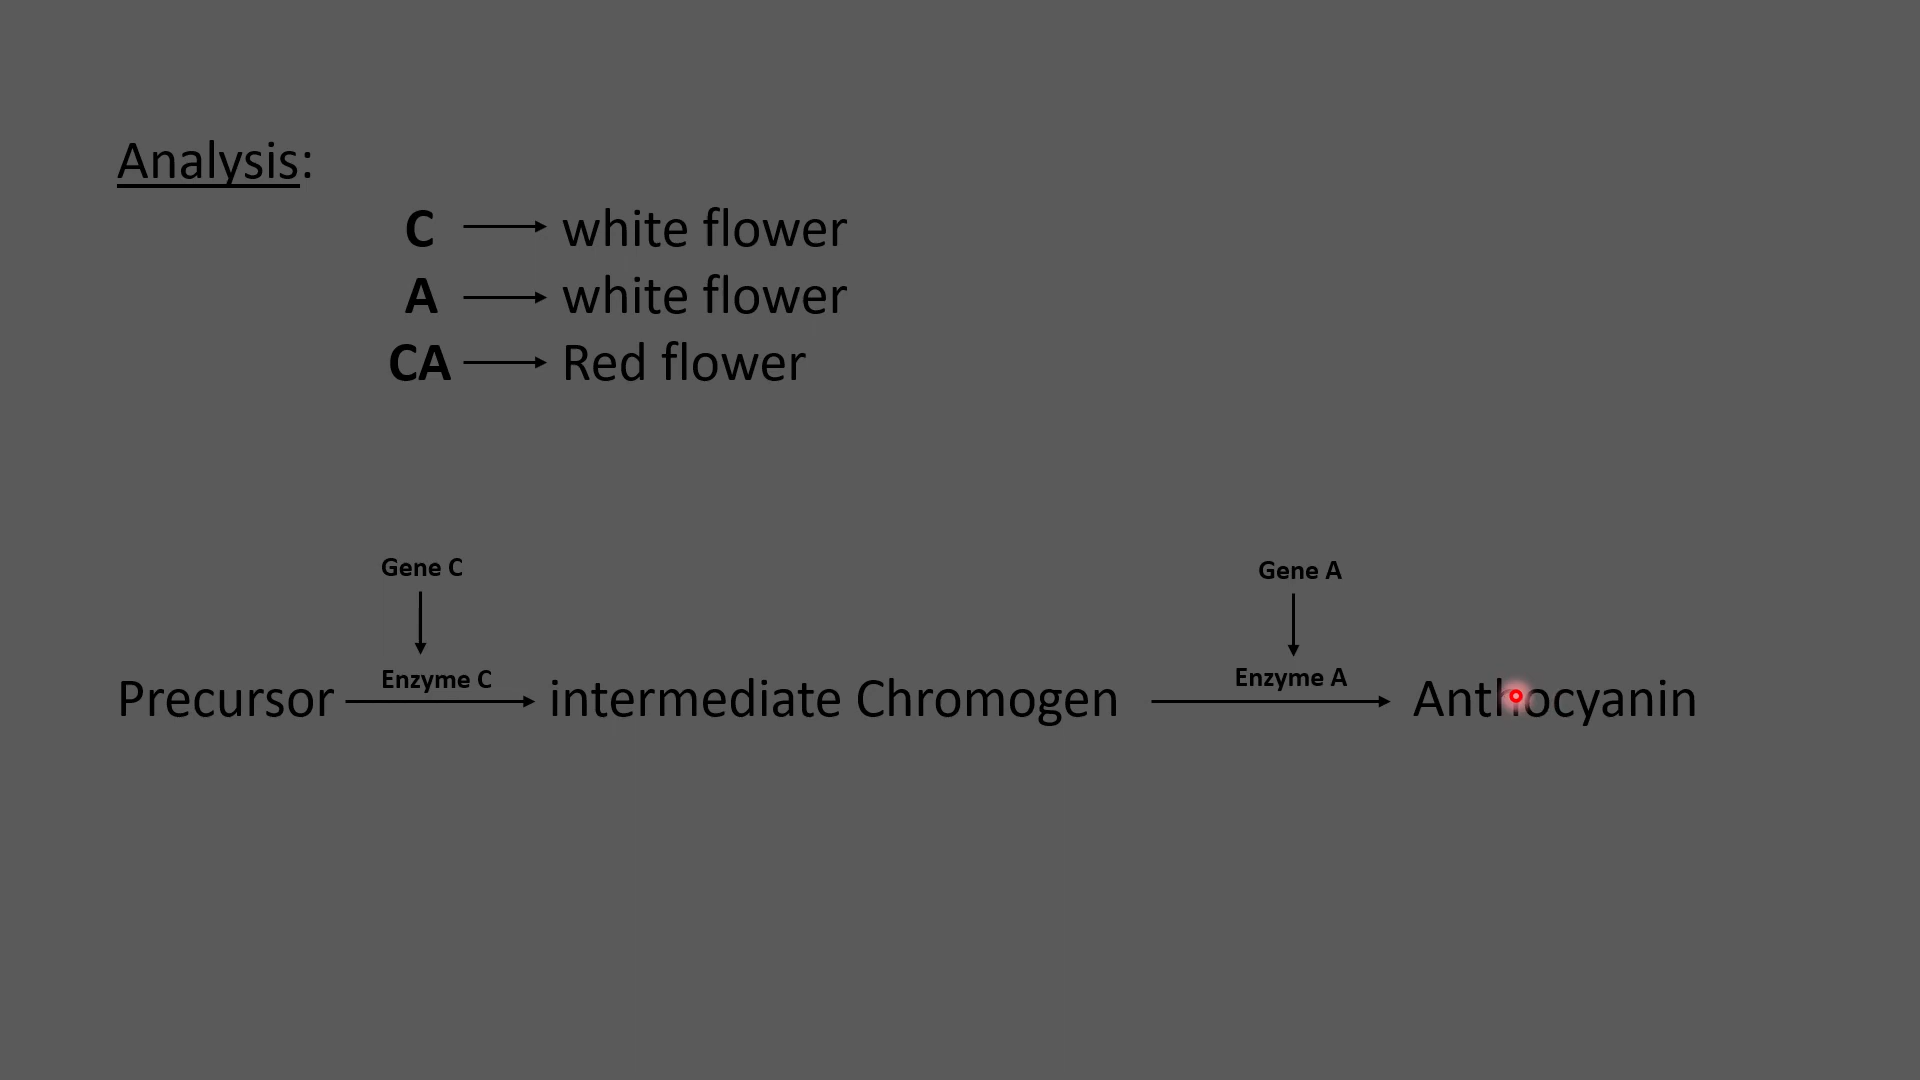 Analysis:
C → white flower
A → white flower
CA → Red flower
Gene C
Gene A
Enzyme C
Enzyme A
Precursor → intermediate Chromogen → Anthocyanin